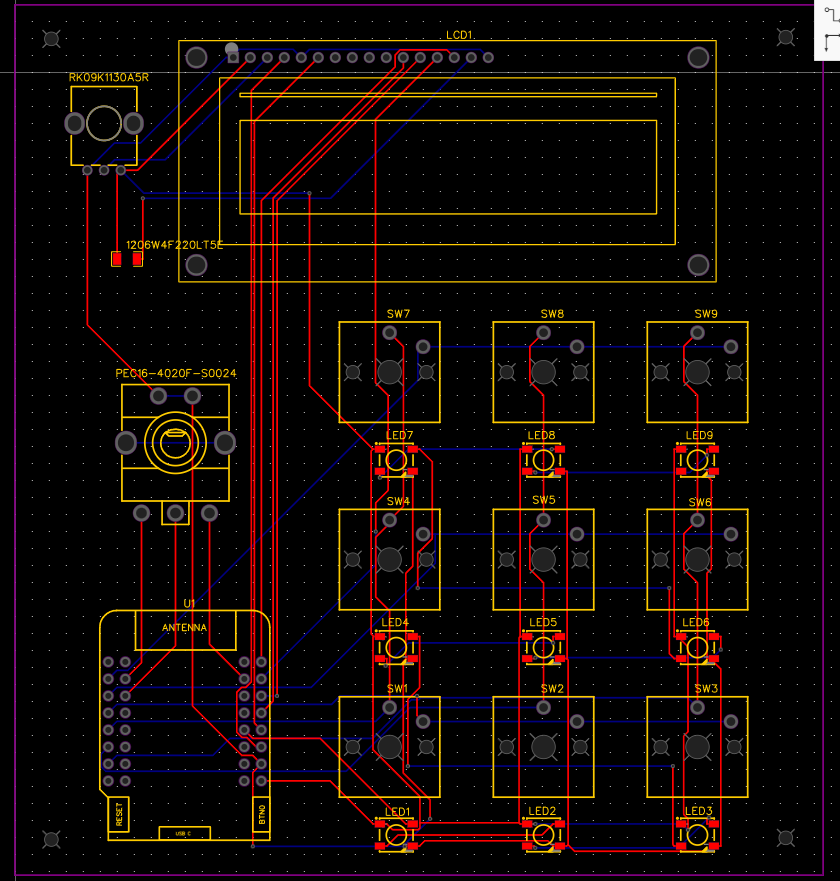 LCD1
RK09K1130A5R
1206W4F220LT5E
SW7
SW8
SW9
PEC16-4020F-S0024
LED7
LED8
LED9
SW4
SW5
SW6
U1
ANTENNA
LED4
LED5
LED6
SW1
SW2
SW3
RESET
USB C
BTN0
LED1
LED2
LED3